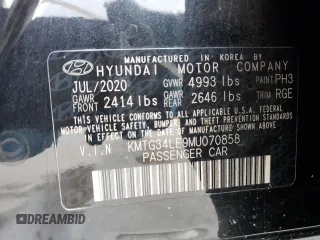 MANUFACTURED IN KOREA BY
HYUNDAI MOTOR COMPANY
JUL/2020 GVWR 4993 lbs PAINT:PH3
GAWR FRONT 2414 lbs GAWR REAR 2646 lbs TRIM: RGE
THIS VEHICLE CONFORMS TO ALL APPLICABLE U.S.A. FEDERAL
MOTOR VEHICLE SAFETY, BUMPER, AND THEFT PREVENTION
STANDARDS IN EFFECT ON THE DATE OF MANUFACTURE SHOWN ABOVE.
V.I.N. KMTG34LE9MU070858
PASSENGER CAR
DREAMBID